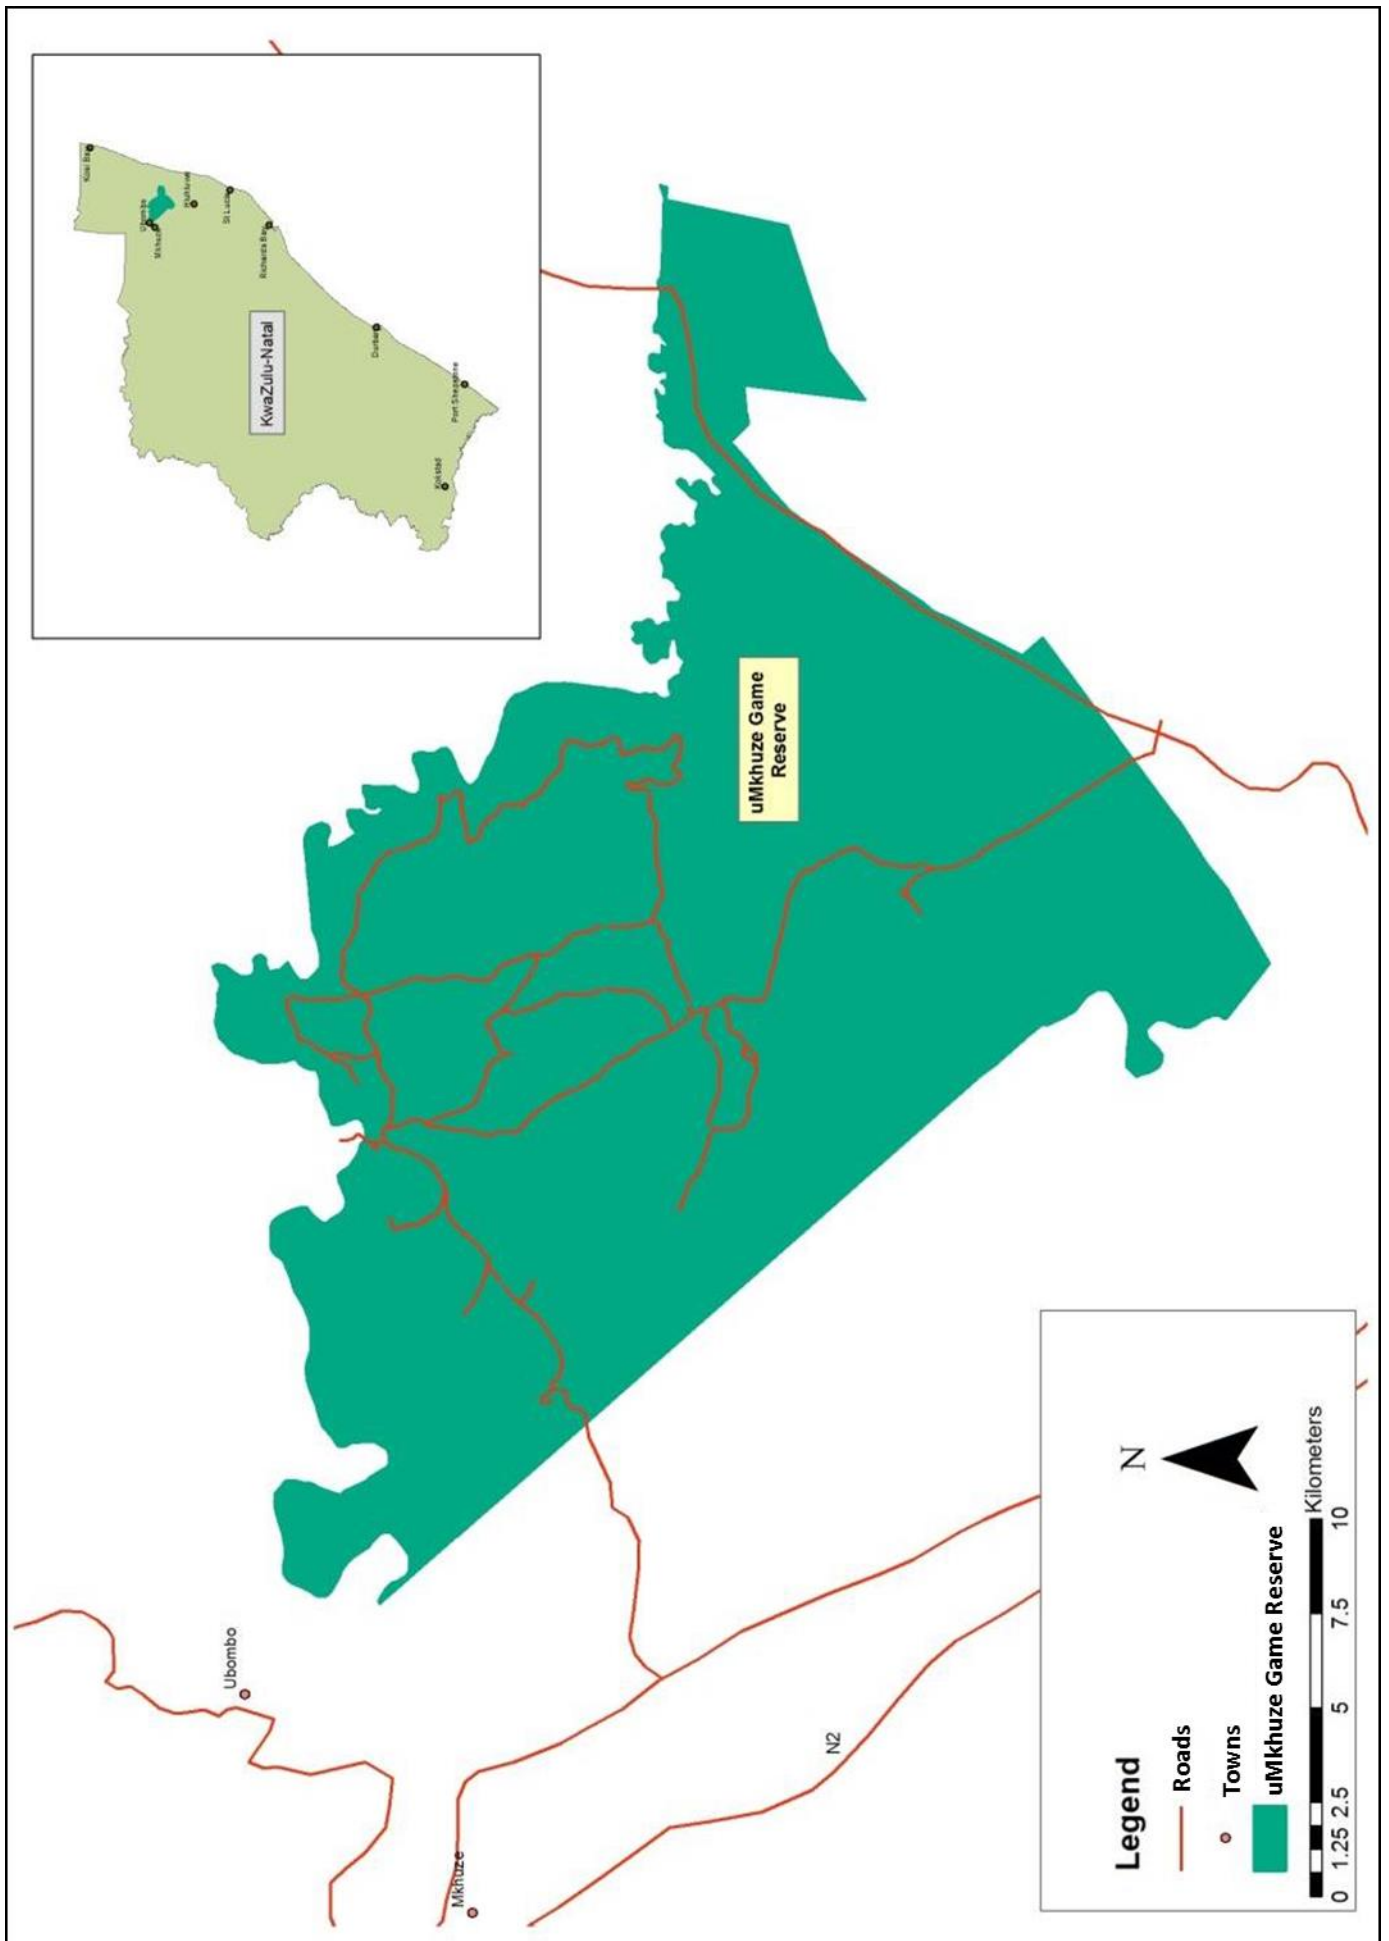 Kosi Bay
Ubombo
Mkhuze
Hluhluwe
St Lucia
Richards Bay
KwaZulu-Natal
Durban
Port Shepstone
Kokstad
uMkhuze Game
Reserve
Ubombo
Mkhuze
N2
Legend
Roads
Towns
uMkhuze Game Reserve
N
0 1.25 2.5 5 7.5 10
Kilometers